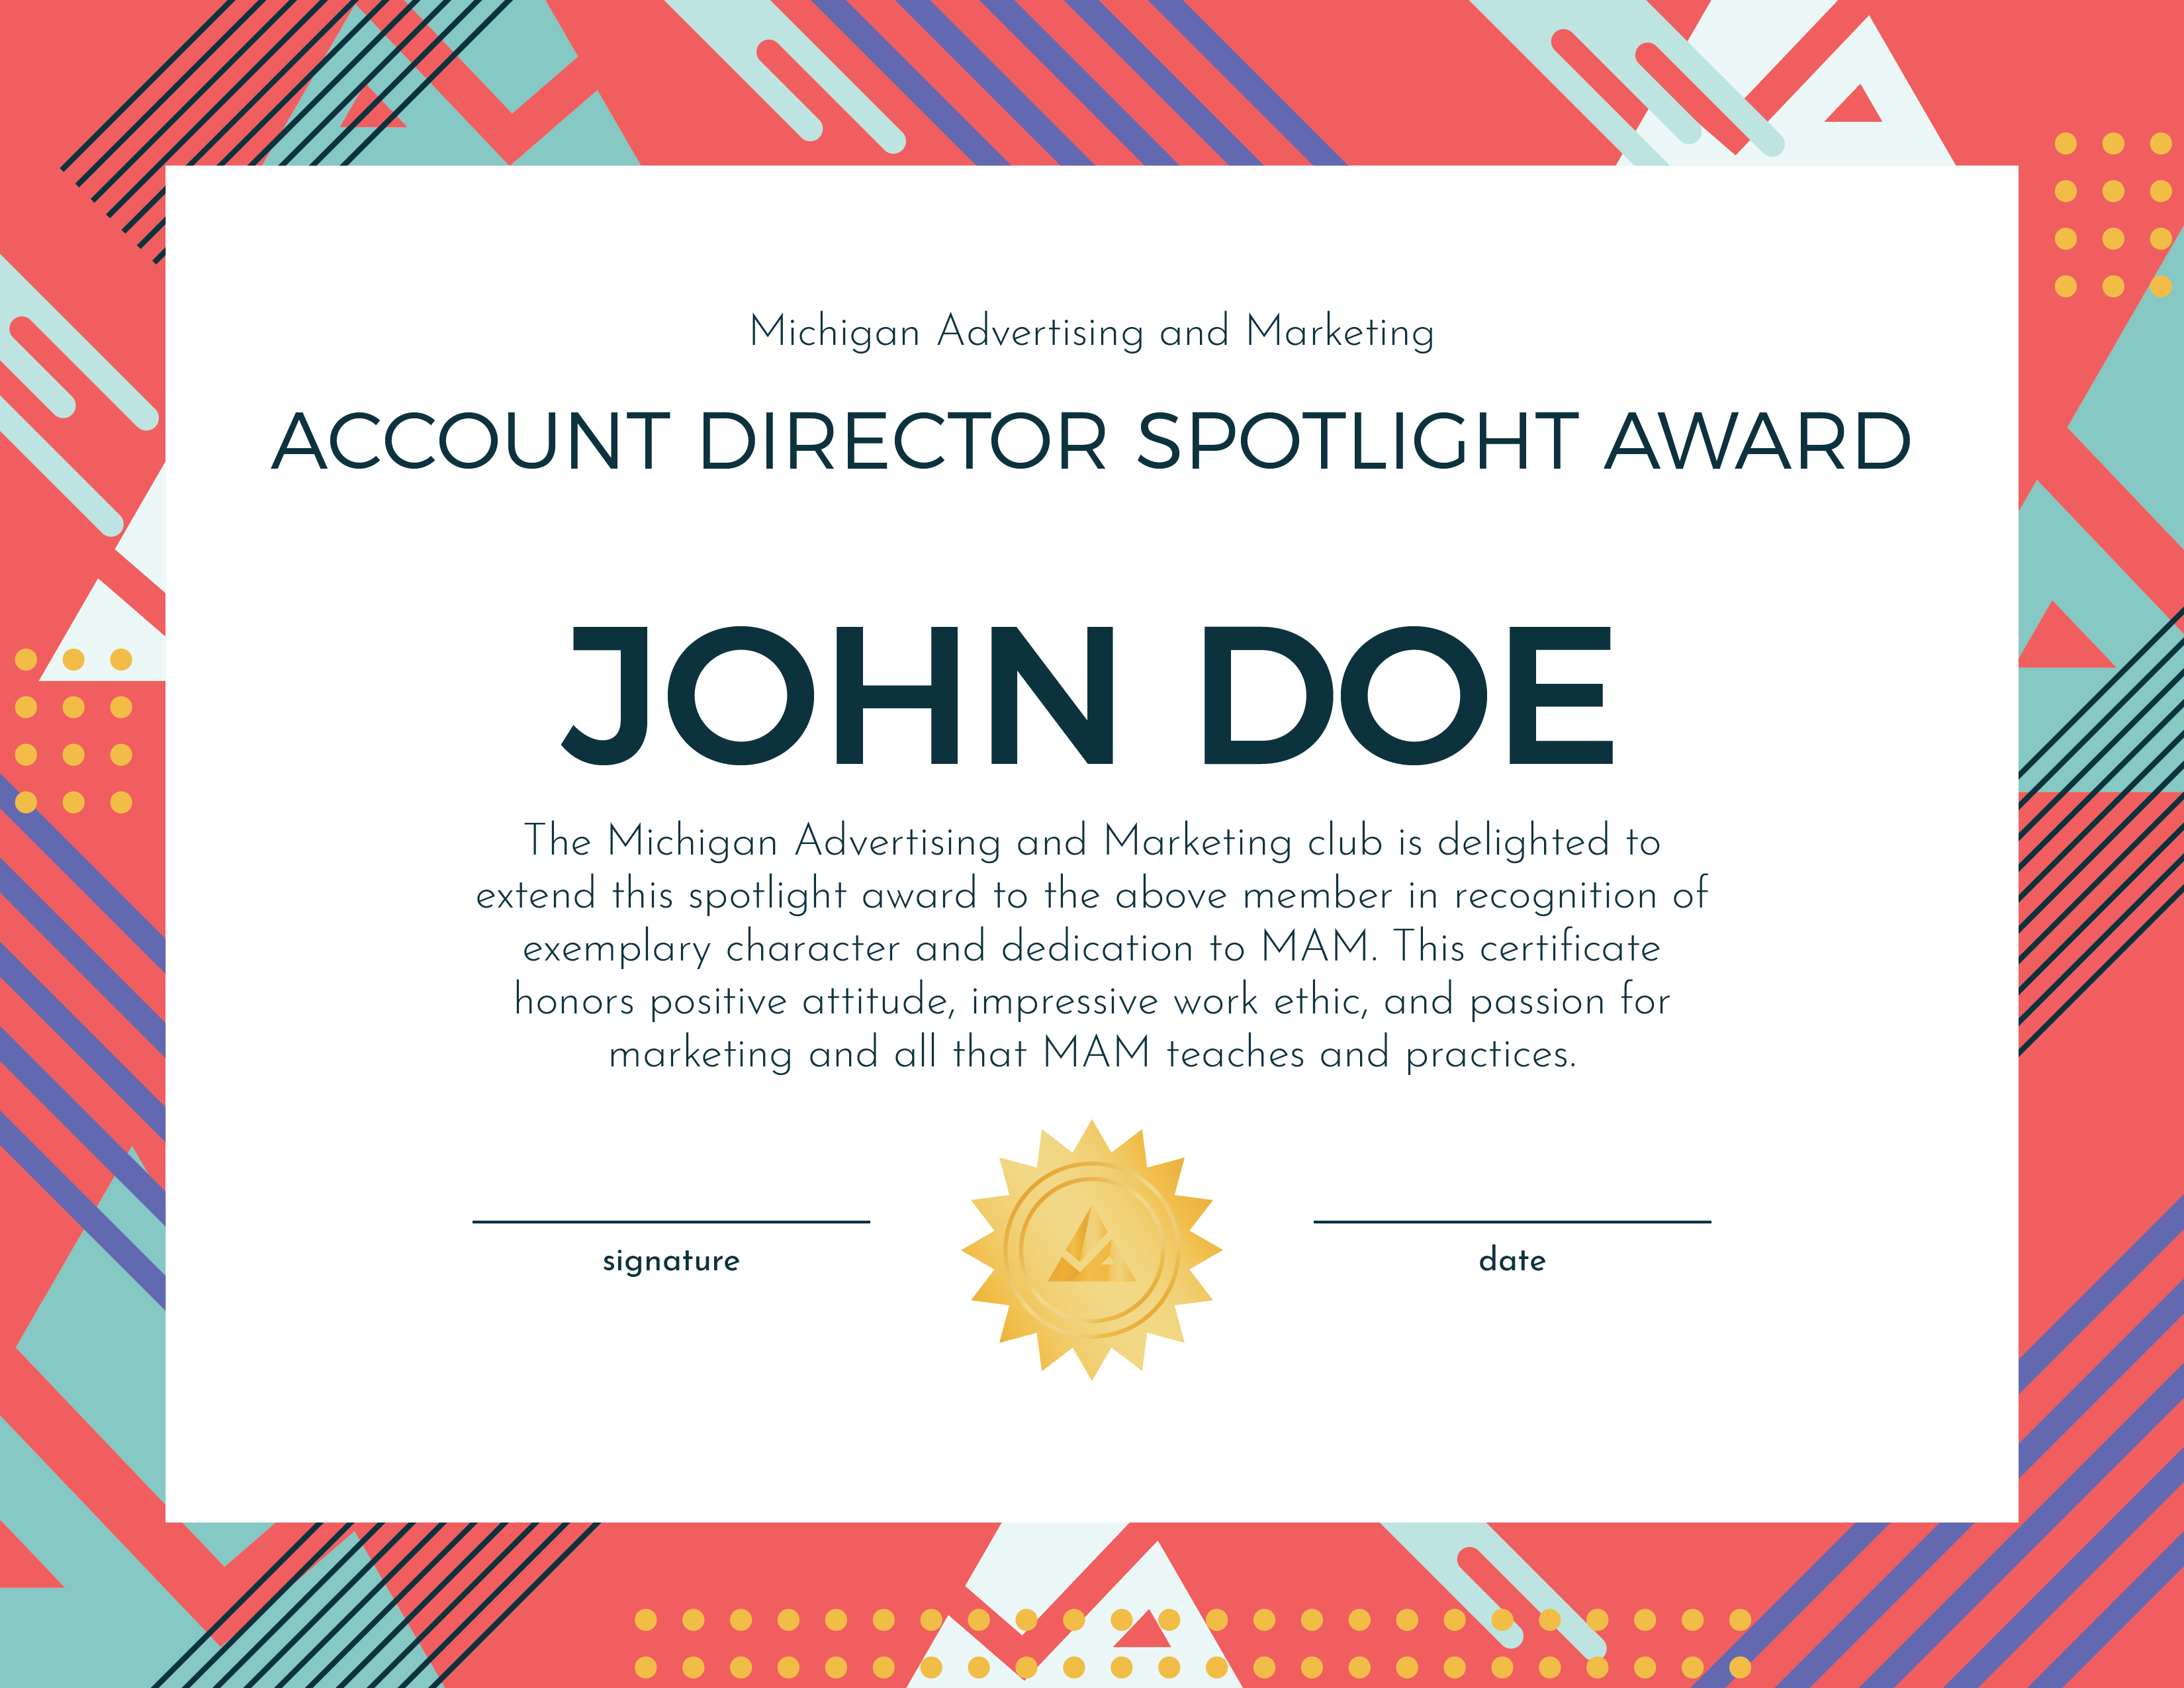 Michigan Advertising and Marketing
ACCOUNT DIRECTOR SPOTLIGHT AWARD
JOHN DOE
The Michigan Advertising and Marketing club is delighted to
extend this spotlight award to the above member in recognition of
exemplary character and dedication to MAM. This certificate
honors positive attitude, impressive work ethic, and passion for
marketing and all that MAM teaches and practices.
signature
date